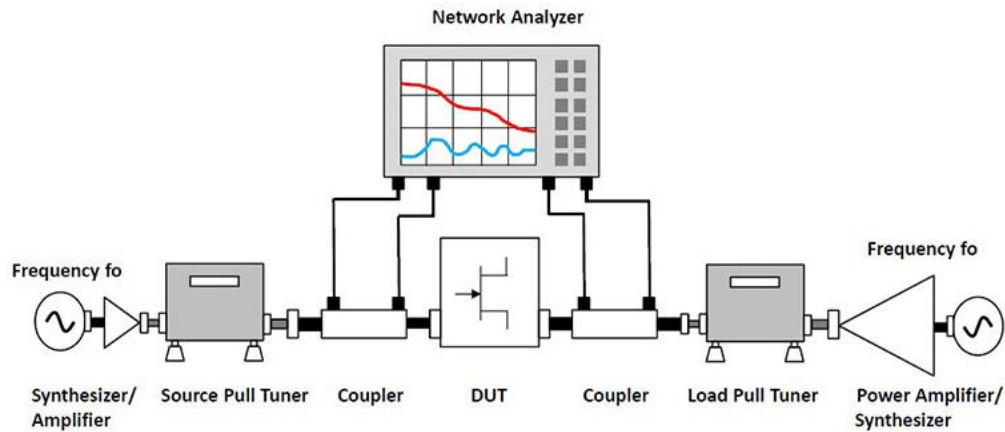 Network Analyzer
Frequency fo
Frequency fo
Synthesizer/
Amplifier
Source Pull Tuner
Coupler
DUT
Coupler
Load Pull Tuner
Power Amplifier/
Synthesizer